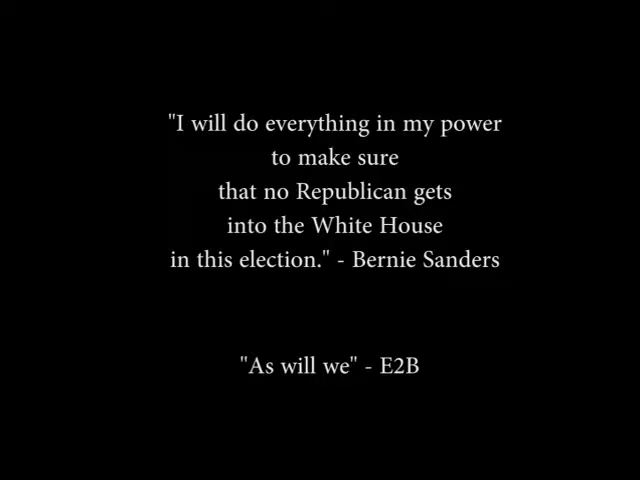 "I will do everything in my power
to make sure
that no Republican gets
into the White House
in this election." - Bernie Sanders
"As will we" - E2B